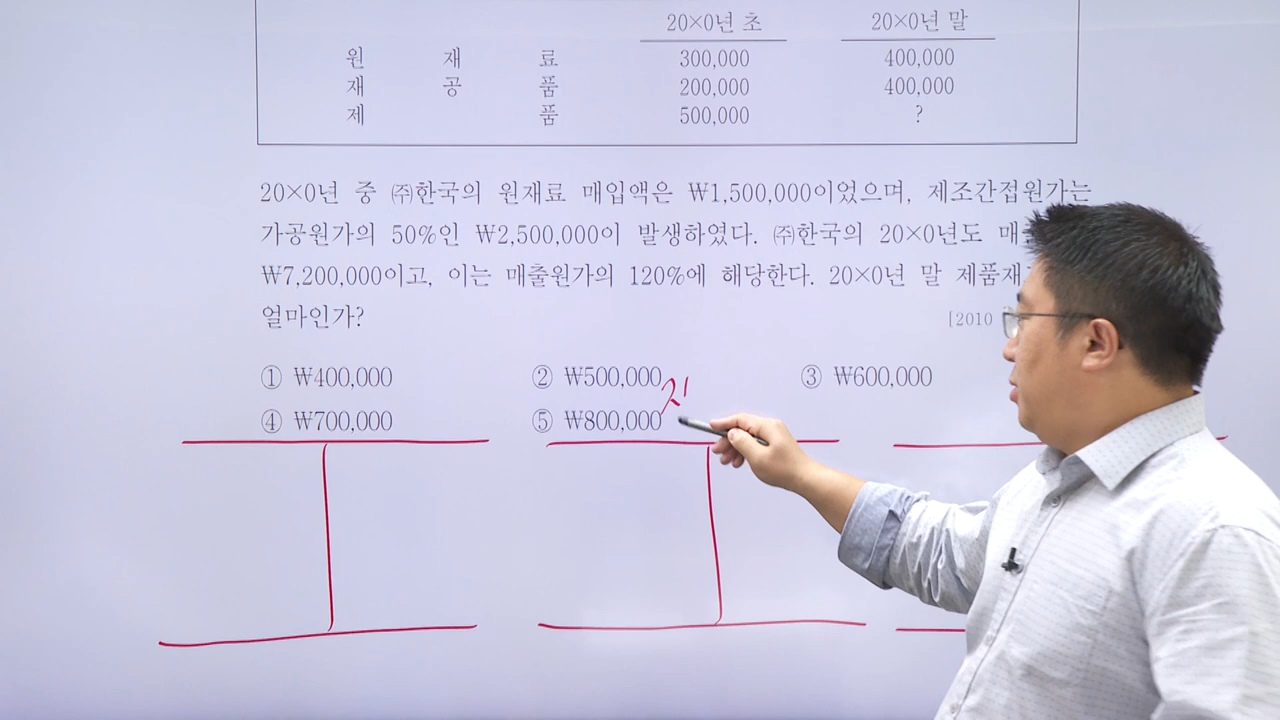 20×0년 초 20×0년 말
원 재 료 300,000 400,000
재 공 품 200,000 400,000
제 품 500,000 ?
20×0년 중 ㈜한국의 원재료 매입액은 ₩1,500,000이었으며, 제조간접원가는
가공원가의 50%인 ₩2,500,000이 발생하였다. ㈜한국의 20×0년도
₩7,200,000이고, 이는 매출원가의 120%에 해당한다. 20×0년 말
얼마인가?
[2010
① ₩400,000 ② ₩500,000 ③ ₩600,000
④ ₩700,000 ⑤ ₩800,000